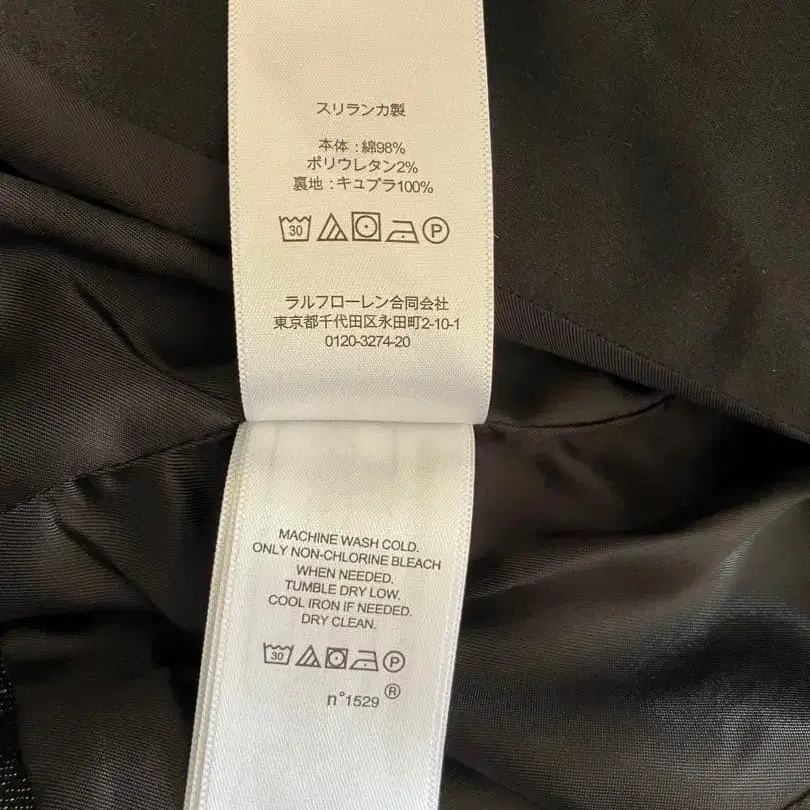 スリランカ製
本体 : 綿98%
ポリウレタン2%
裏地 : キュプラ100%
30 P
ラルフローレン合同会社
東京都千代田区永田町2-10-1
0120-3274-20
MACHINE WASH COLD.
ONLY NON-CHLORINE BLEACH
WHEN NEEDED.
TUMBLE DRY LOW.
COOL IRON IF NEEDED.
DRY CLEAN.
30 P
n°1529 ®